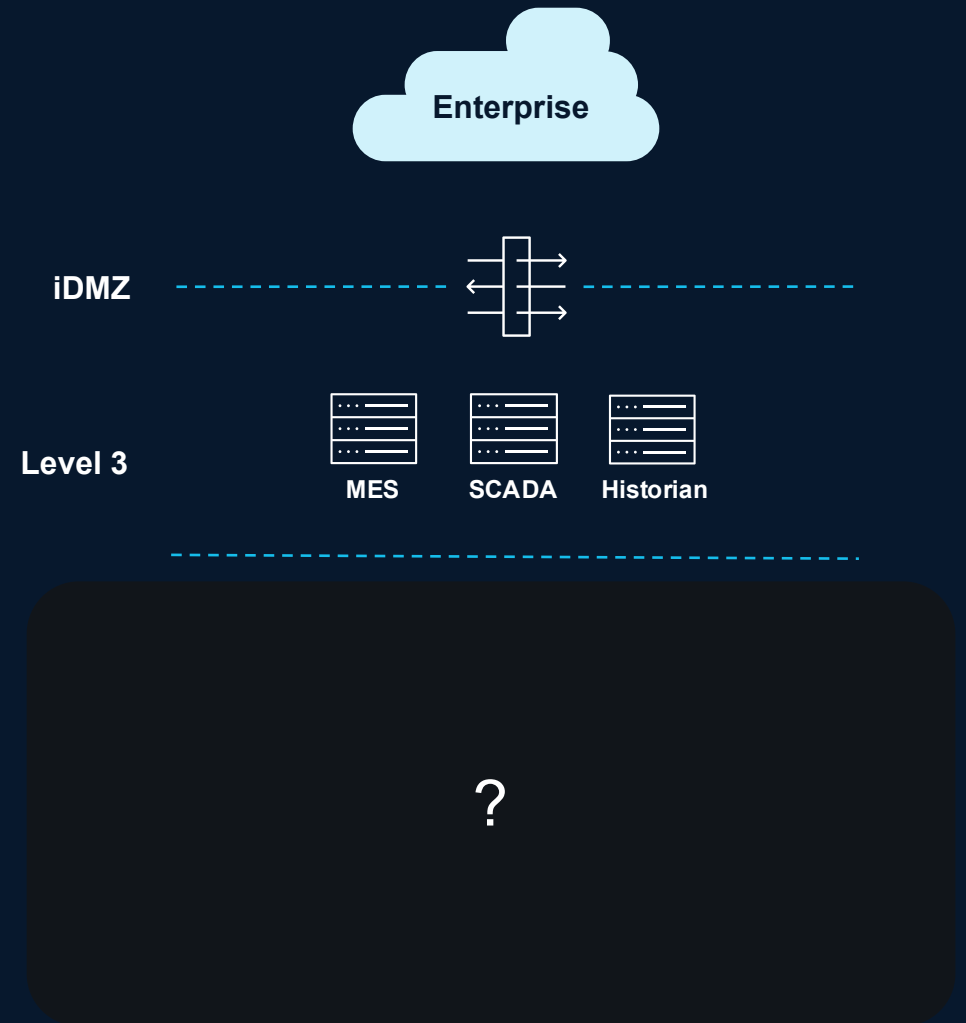 Enterprise
iDMZ
Level 3
MES
SCADA
Historian
?